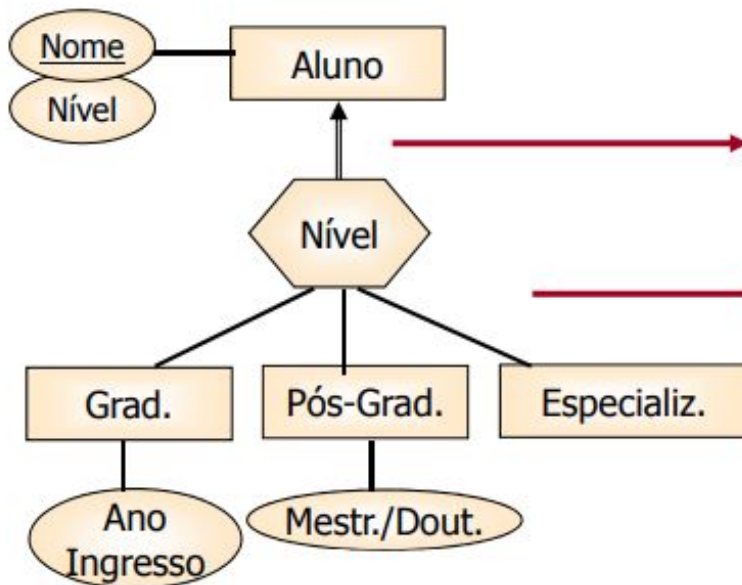 Nome
Aluno
Nível
Nível
Grad.
Pós-Grad.
Especializ.
Ano
Ingresso
Mestr./Dout.